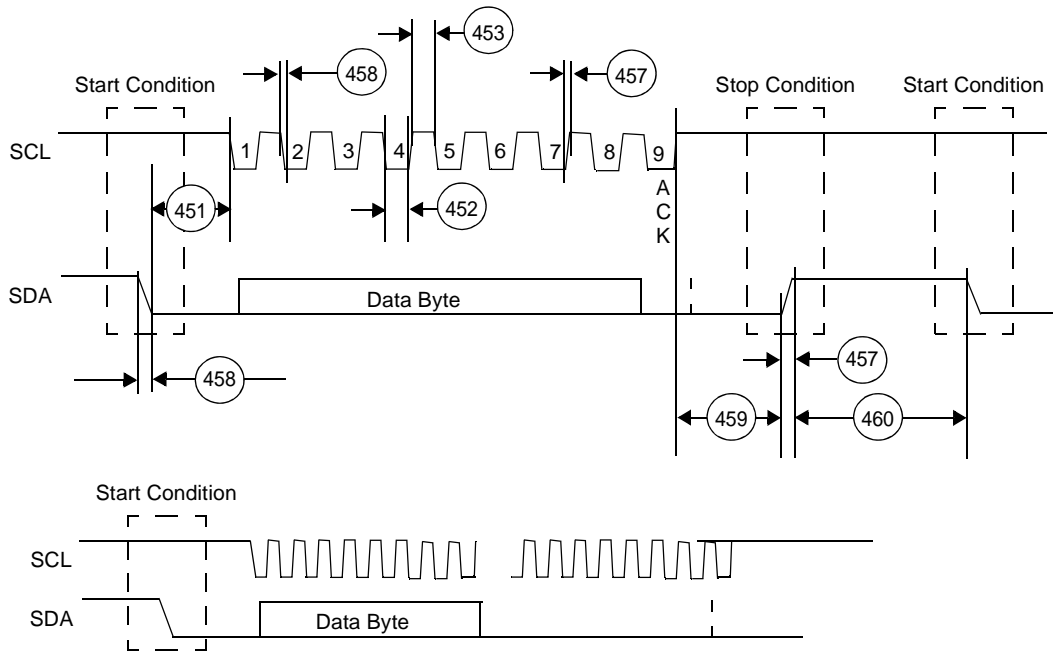 453
458
457
Start Condition
Stop Condition
Start Condition
SCL
1 2 3 4 5 6 7 8 9
A
C
K
451
452
SDA
Data Byte
458
457
459
460
Start Condition
SCL
SDA
Data Byte